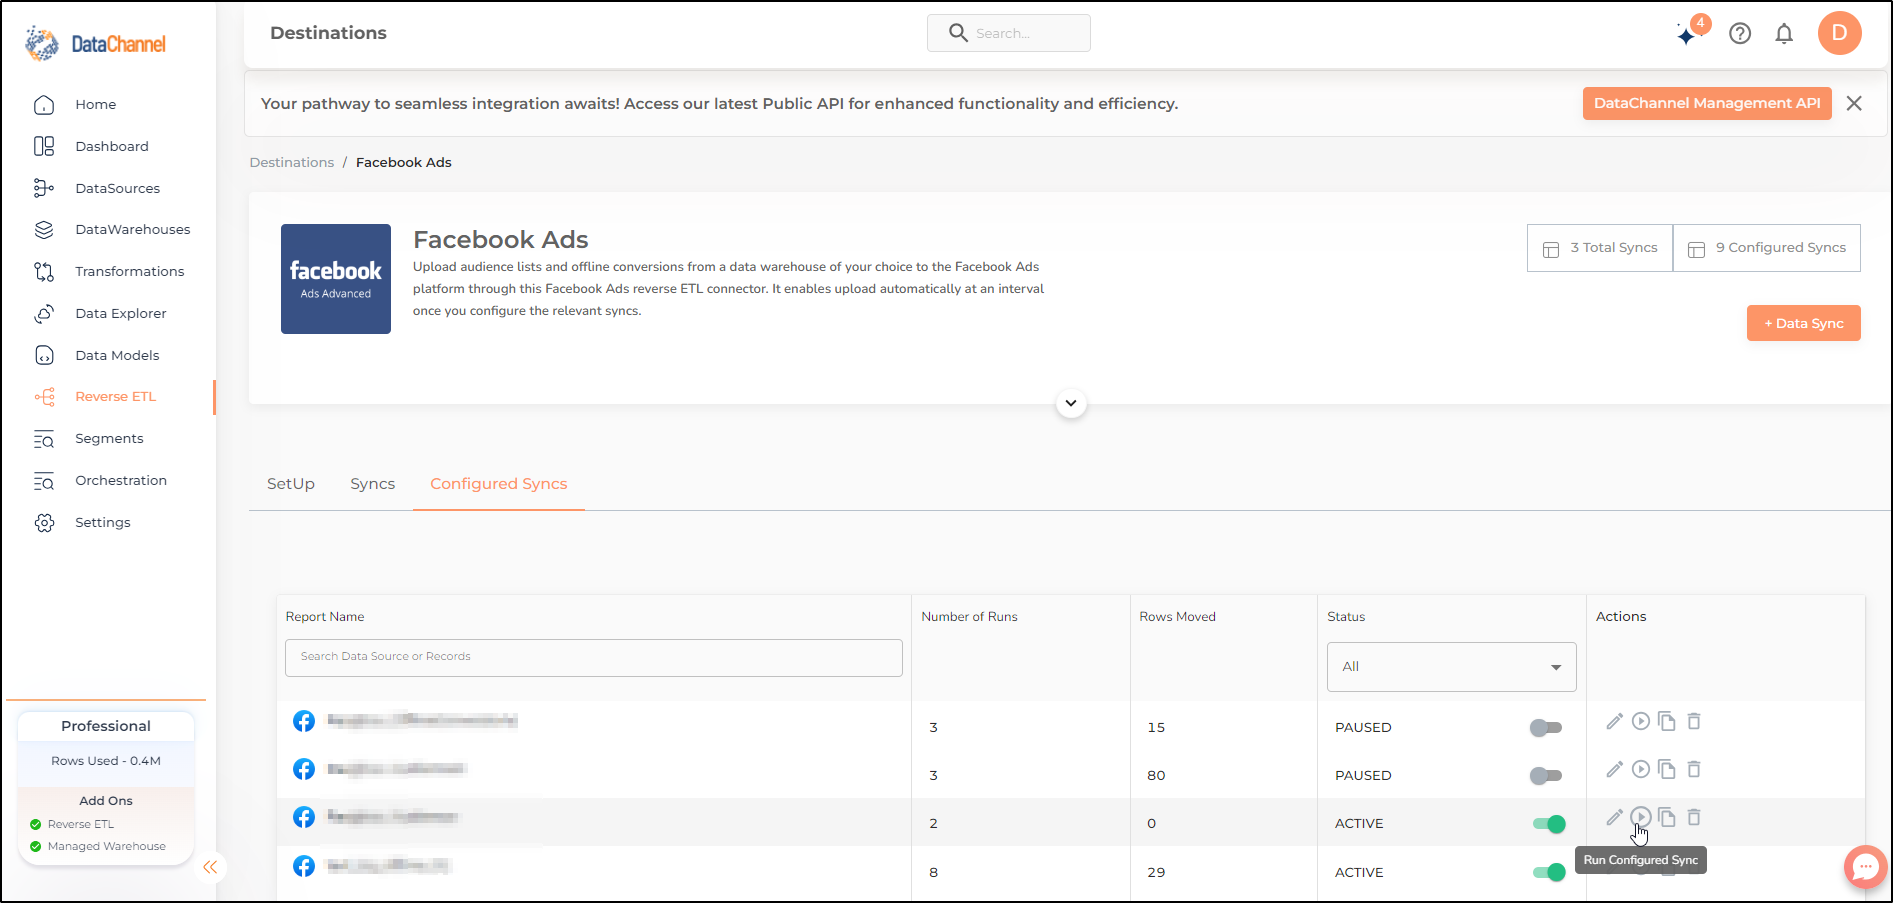 DataChannel
Destinations
Search...
4
D
Your pathway to seamless integration awaits! Access our latest Public API for enhanced functionality and efficiency.
DataChannel Management API
Home
Dashboard
DataSources
DataWarehouses
Transformations
Data Explorer
Data Models
Reverse ETL
Segments
Orchestration
Settings
Professional
Rows Used - 0.4M
Add Ons
Reverse ETL
Managed Warehouse
Destinations / Facebook Ads
facebook
Ads Advanced
Facebook Ads
Upload audience lists and offline conversions from a data warehouse of your choice to the Facebook Ads
platform through this Facebook Ads reverse ETL connector. It enables upload automatically at an interval
once you configure the relevant syncs.
3 Total Syncs
9 Configured Syncs
+ Data Sync
SetUp Syncs Configured Syncs
Report Name Number of Runs Rows Moved Status Actions
Search Data Source or Records
All
3 15 PAUSED
3 80 PAUSED
2 0 ACTIVE
Run Configured Sync
8 29 ACTIVE